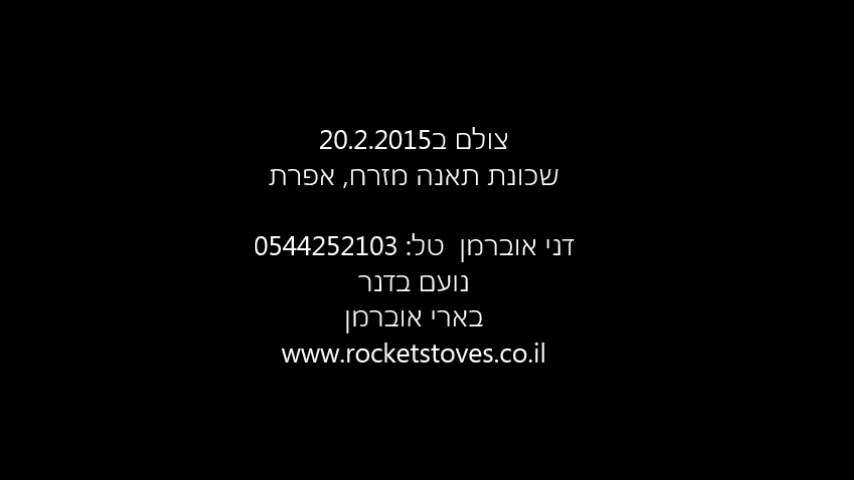 צולם ב20.2.2015
שכונת תאנה מזרח, אפרת
דני אוברמן  טל: 0544252103
נועם בדנר
בארי אוברמן
www.rocketstoves.co.il